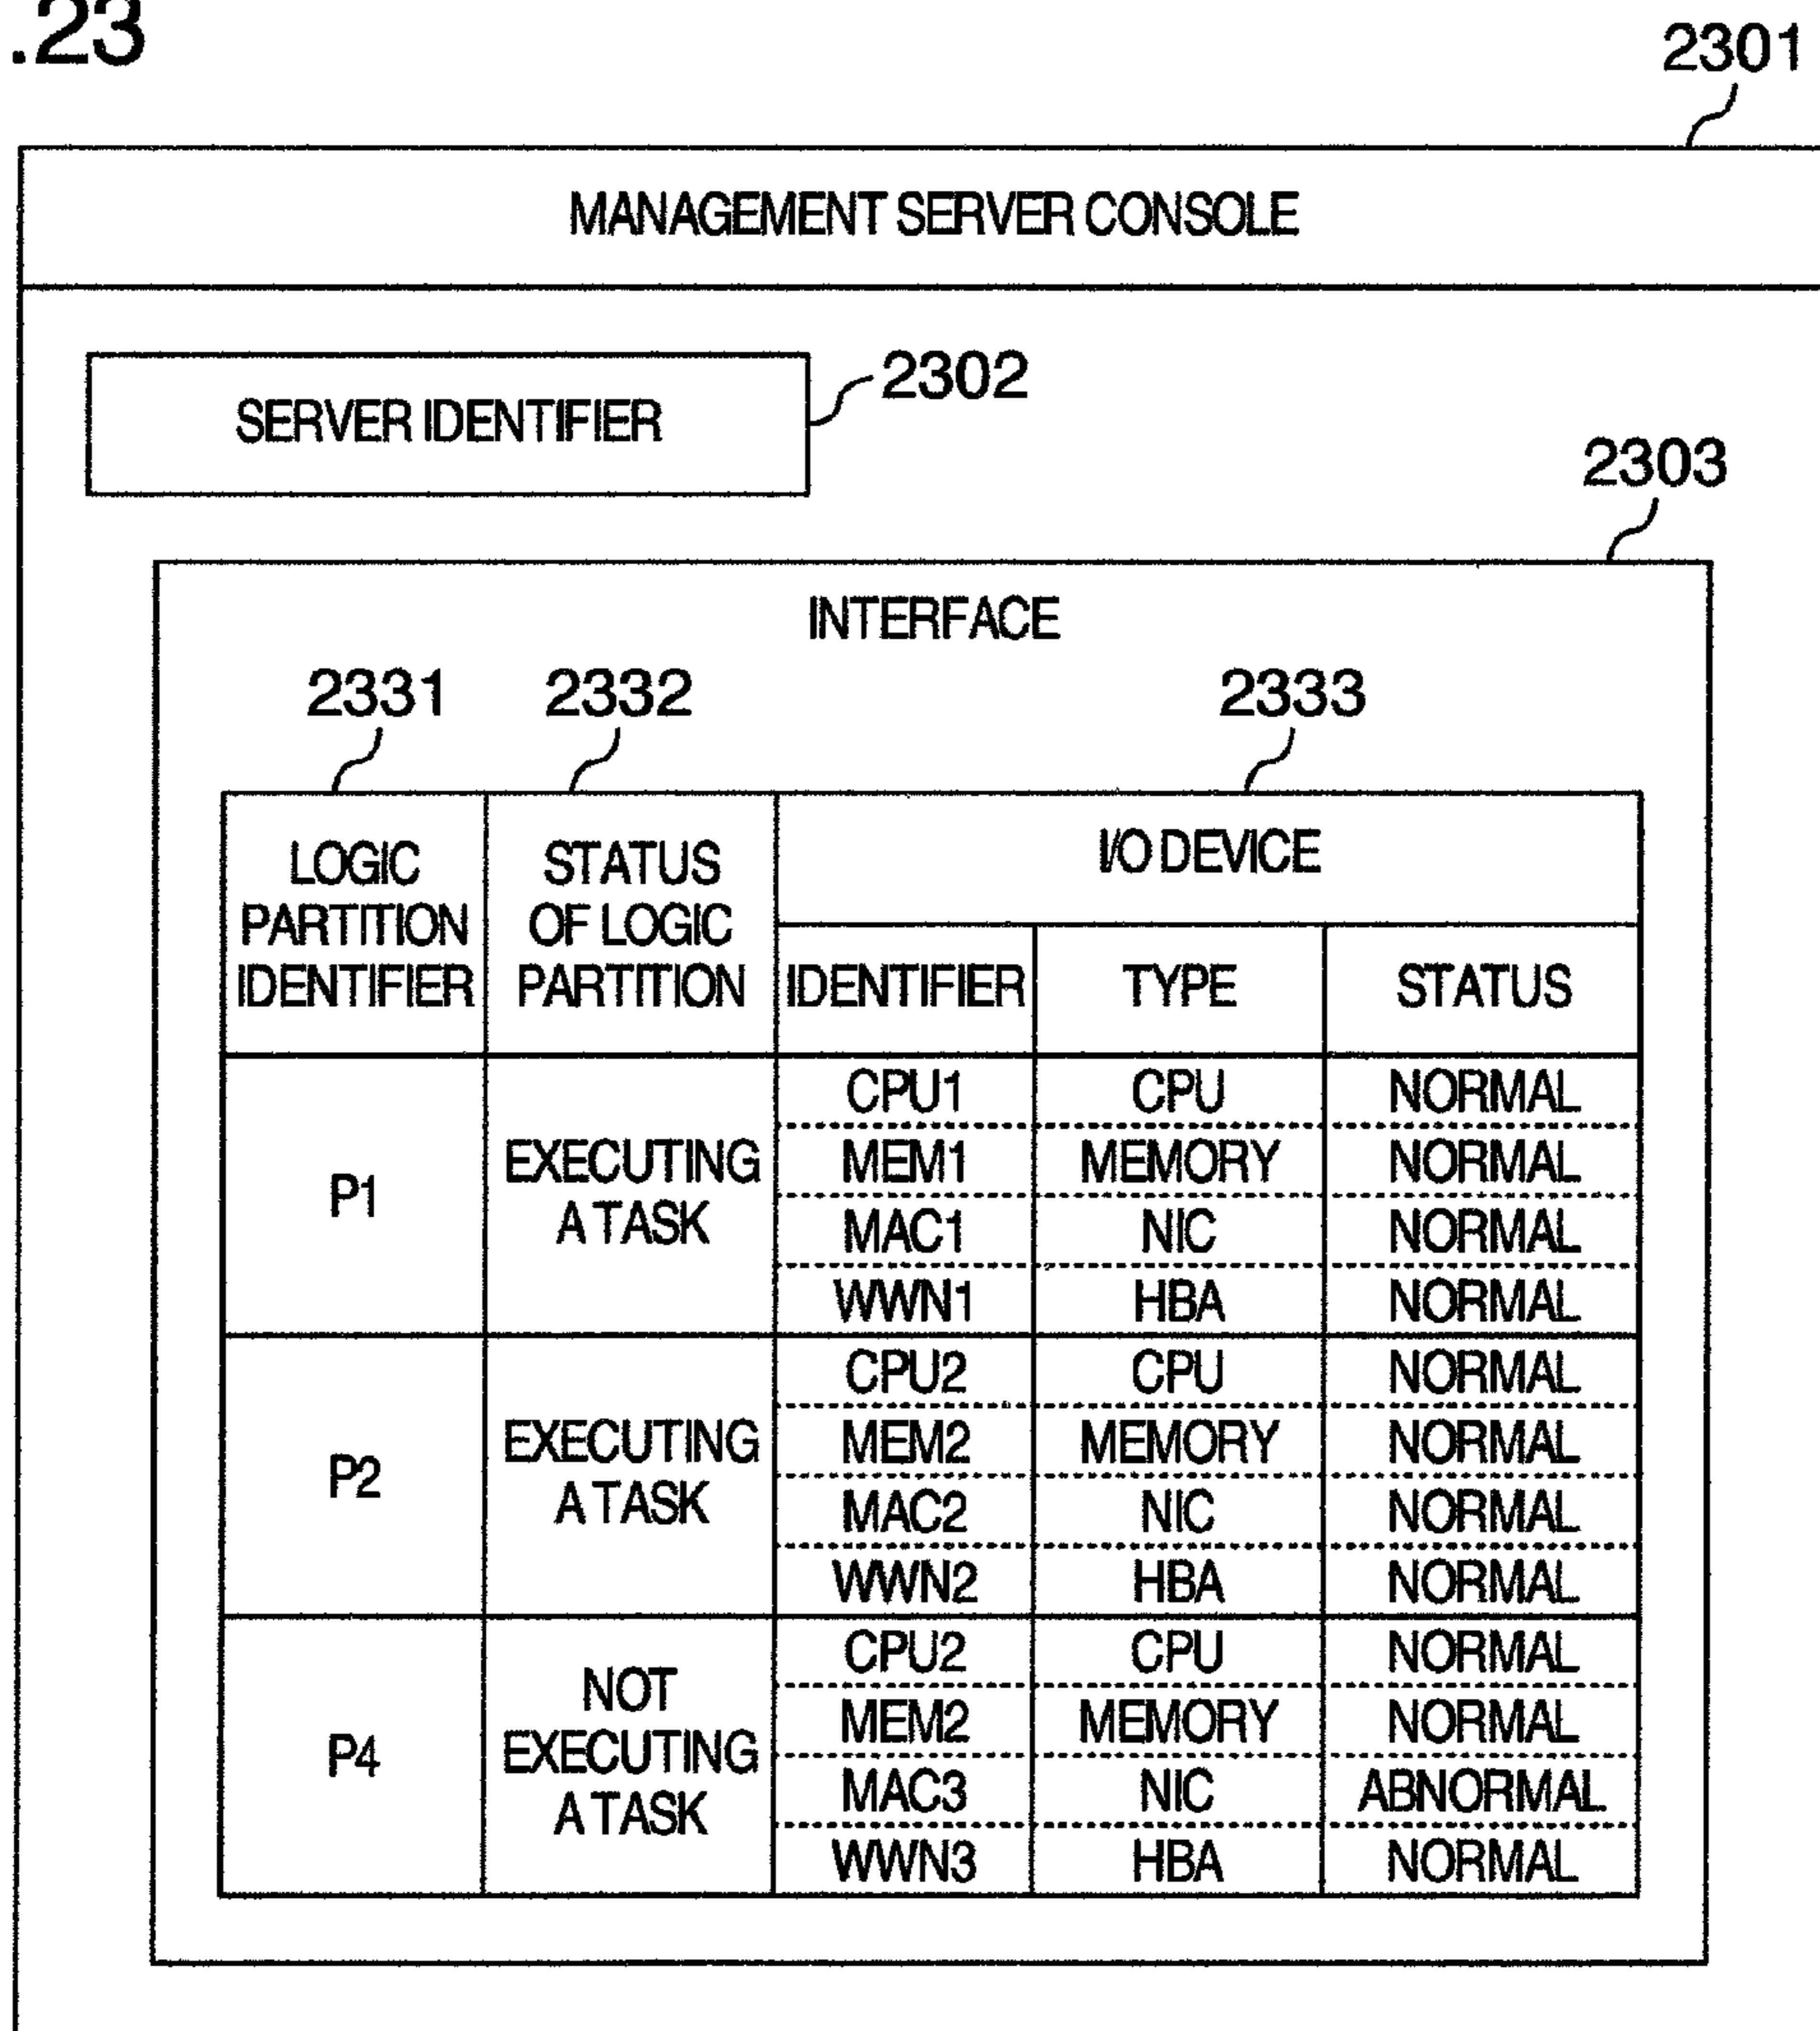 .23
2301
MANAGEMENT SERVER CONSOLE
SERVER IDENTIFIER
2302
2303
INTERFACE
2331 2332 2333
LOGIC
PARTITION
IDENTIFIER
STATUS
OF LOGIC
PARTITION
I/O DEVICE
IDENTIFIER TYPE STATUS
P1
EXECUTING
A TASK
CPU1 CPU NORMAL
MEM1 MEMORY NORMAL
MAC1 NIC NORMAL
WWN1 HBA NORMAL
P2
EXECUTING
A TASK
CPU2 CPU NORMAL
MEM2 MEMORY NORMAL
MAC2 NIC NORMAL
WWN2 HBA NORMAL
P4
NOT
EXECUTING
A TASK
CPU2 CPU NORMAL
MEM2 MEMORY NORMAL
MAC3 NIC ABNORMAL
WWN3 HBA NORMAL